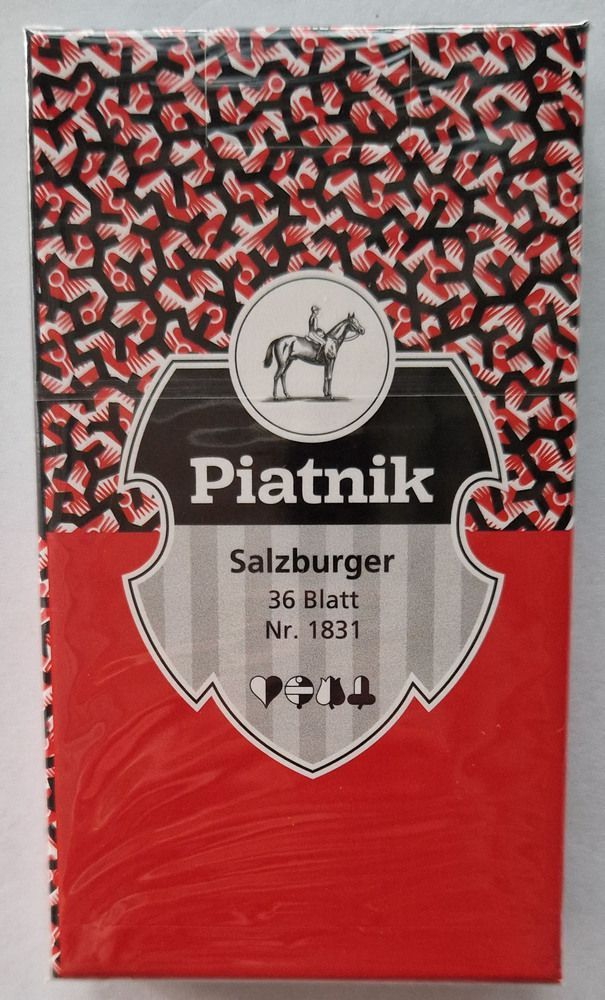 Piatnik
Salzburger
36 Blatt
Nr. 1831